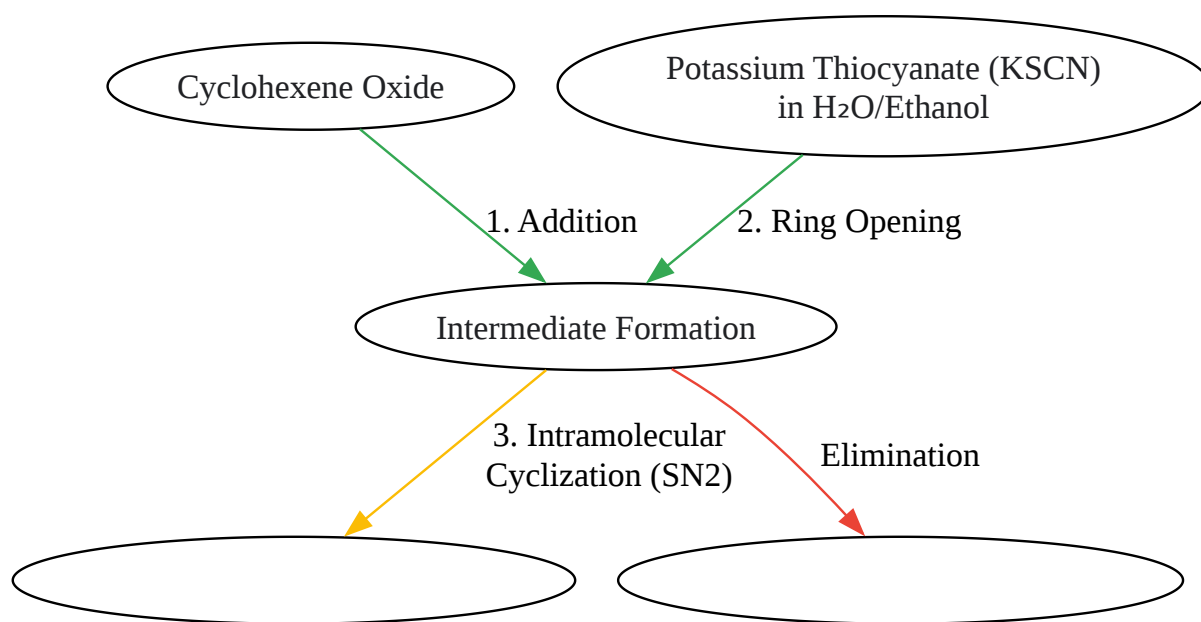 Cyclohexene Oxide
Potassium Thiocyanate (KSCN)
in H₂O/Ethanol
1. Addition
2. Ring Opening
Intermediate Formation
3. Intramolecular
Cyclization (SN2)
Elimination